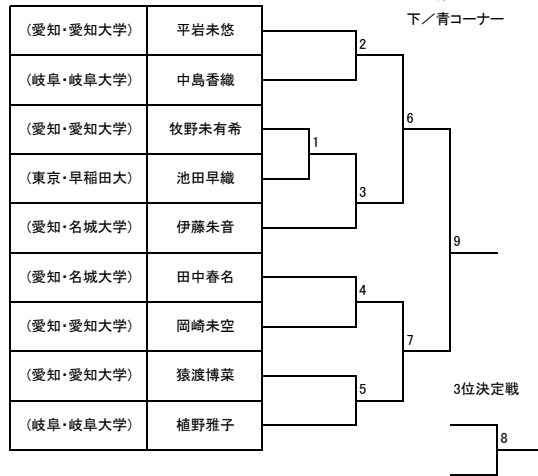 下／青コーナー
(愛知・愛知大学) 平岩未悠
2
(岐阜・岐阜大学) 中島香織
6
(愛知・愛知大学) 牧野未有希
1
(東京・早稲田大) 池田早織
3
(愛知・名城大学) 伊藤朱音
9
(愛知・名城大学) 田中春名
4
(愛知・愛知大学) 岡崎未空
7
(愛知・愛知大学) 猿渡博菜
5
3位決定戦
(岐阜・岐阜大学) 植野雅子
8